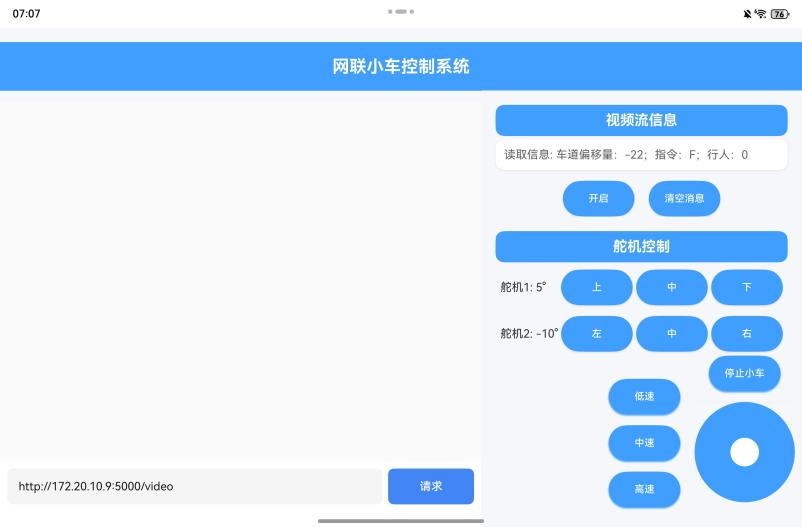 07:07
76
网联小车控制系统
视频流信息
读取信息: 车道偏移量: -22; 指令: F; 行人: 0
开启 清空消息
舵机控制
舵机1: 5° 上 中 下
舵机2: -10° 左 中 右
停止小车
低速
中速
高速
http://172.20.10.9:5000/video 请求